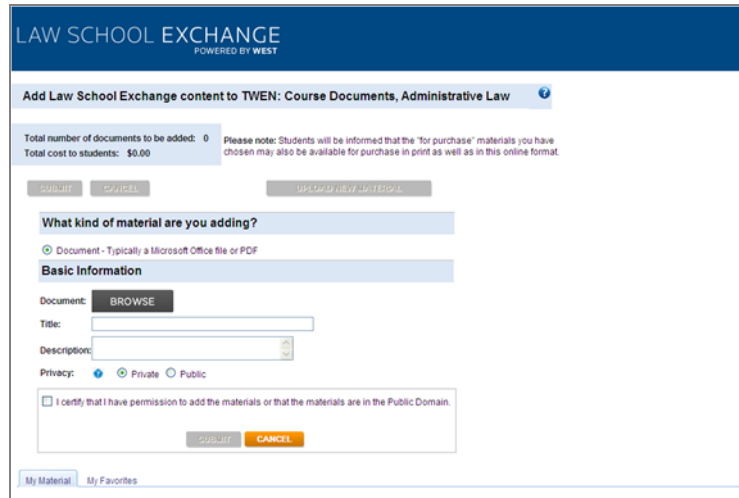 LAW SCHOOL EXCHANGE
POWERED BY WEST
Add Law School Exchange content to TWEN: Course Documents, Administrative Law ?
Total number of documents to be added: 0
Total cost to students: $0.00
Please note: Students will be informed that the "for purchase" materials you have
chosen may also be available for purchase in print as well as in this online format.
SUBMIT CANCEL UPLOAD NEW MATERIAL
What kind of material are you adding?
Document - Typically a Microsoft Office file or PDF
Basic Information
Document: BROWSE
Title:
Description:
Privacy: ? Private Public
I certify that I have permission to add the materials or that the materials are in the Public Domain.
SUBMIT CANCEL
My Material My Favorites